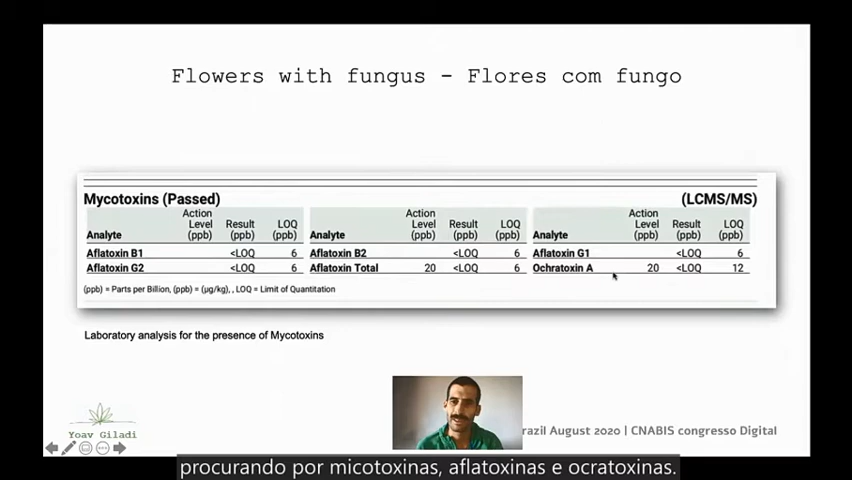 Flowers with fungus - Flores com fungo
Mycotoxins (Passed) (LCMS/MS)
Analyte Action Level (ppb) Result (ppb) LOQ (ppb) Analyte Action Level (ppb) Result (ppb) LOQ (ppb) Analyte Action Level (ppb) Result (ppb) LOQ (ppb)
Aflatoxin B1 <LOQ 6 Aflatoxin B2 <LOQ 6 Aflatoxin G1 <LOQ 6
Aflatoxin G2 <LOQ 6 Aflatoxin Total 20 <LOQ 6 Ochratoxin A 20 <LOQ 12
(ppb) = Parts per Billion, (ppb) = (µg/kg), , LOQ = Limit of Quantitation
Laboratory analysis for the presence of Mycotoxins
Yoav Giladi
razil August 2020 | CNABIS congresso Digital
procurando por micotoxinas, aflatoxinas e ocratoxinas.